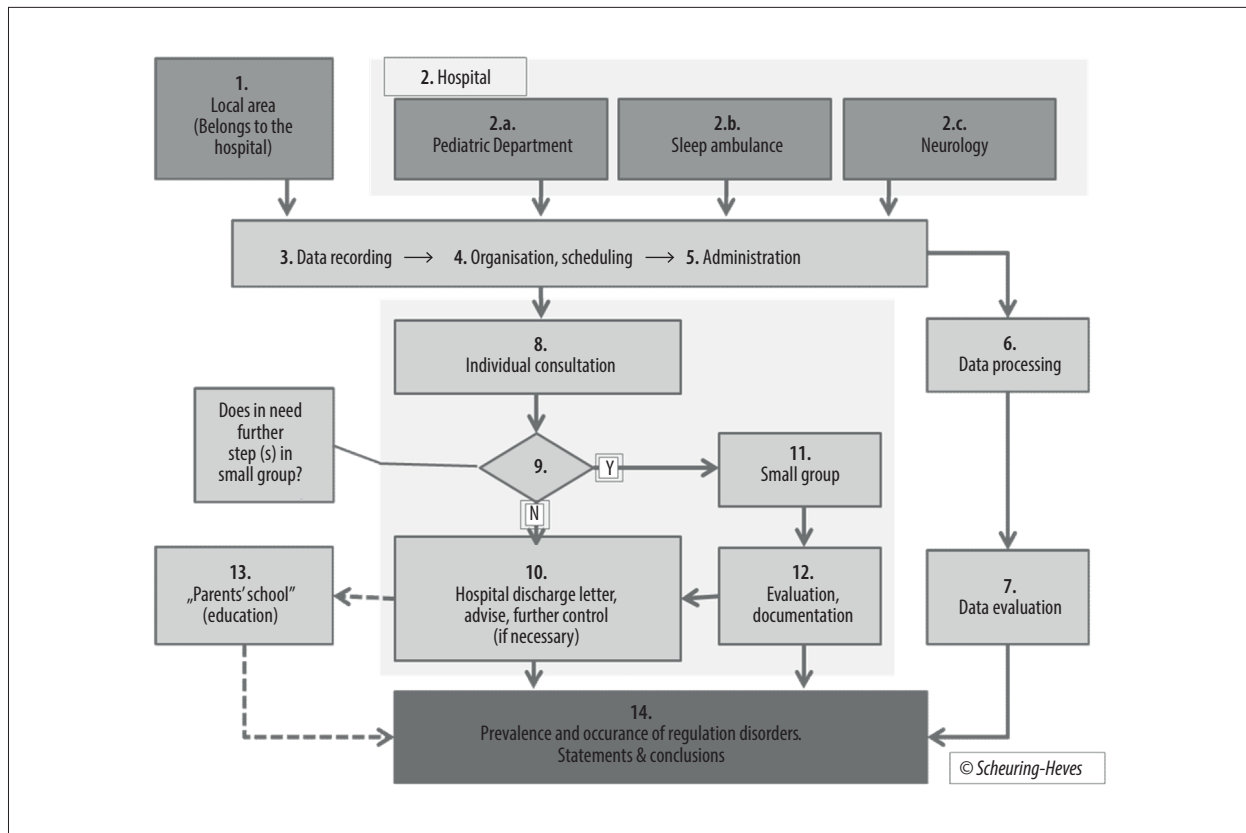 1.
Local area
(Belongs to the
hospital)
2. Hospital
2.a.
Pediatric Department
2.b.
Sleep ambulance
2.c.
Neurology
3. Data recording → 4. Organisation, scheduling → 5. Administration
8.
Individual consultation
6.
Data processing
Does in need
further
step (s) in
small group?
9.
Y
N
11.
Small group
13.
„Parents’ school”
(education)
10.
Hospital discharge letter,
advise, further control
(if necessary)
12.
Evaluation,
documentation
7.
Data evaluation
14.
Prevalence and occurance of regulation disorders.
Statements & conclusions
© Scheuring-Heves